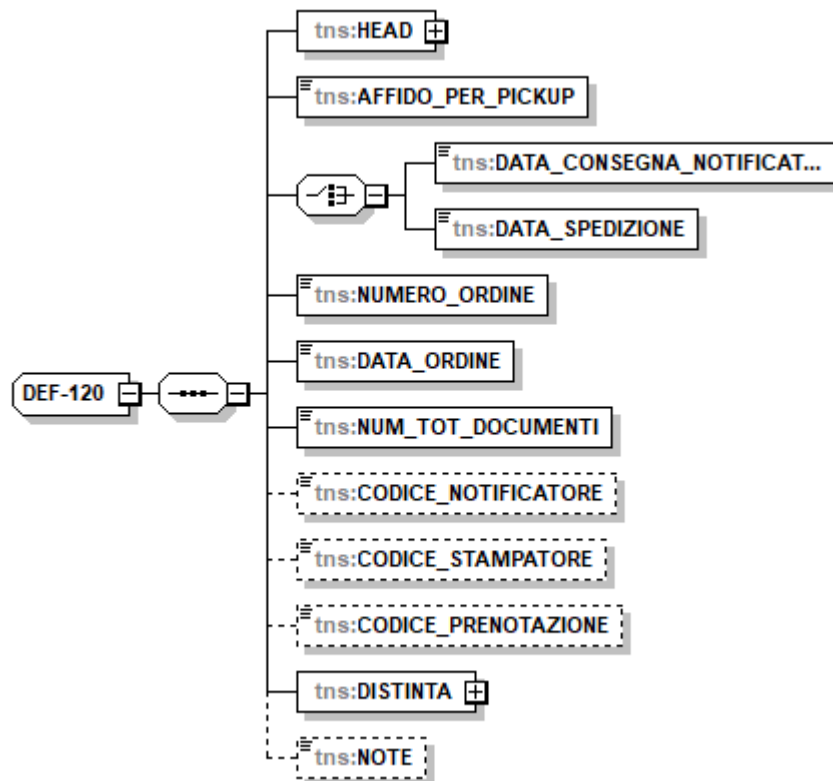 tns:HEAD
tns:AFFIDO_PER_PICKUP
tns:DATA_CONSEGNA_NOTIFICAT...
tns:DATA_SPEDIZIONE
tns:NUMERO_ORDINE
tns:DATA_ORDINE
DEF-120
tns:NUM_TOT_DOCUMENTI
tns:CODICE_NOTIFICATORE
tns:CODICE_STAMPATORE
tns:CODICE_PRENOTAZIONE
tns:DISTINTA
tns:NOTE